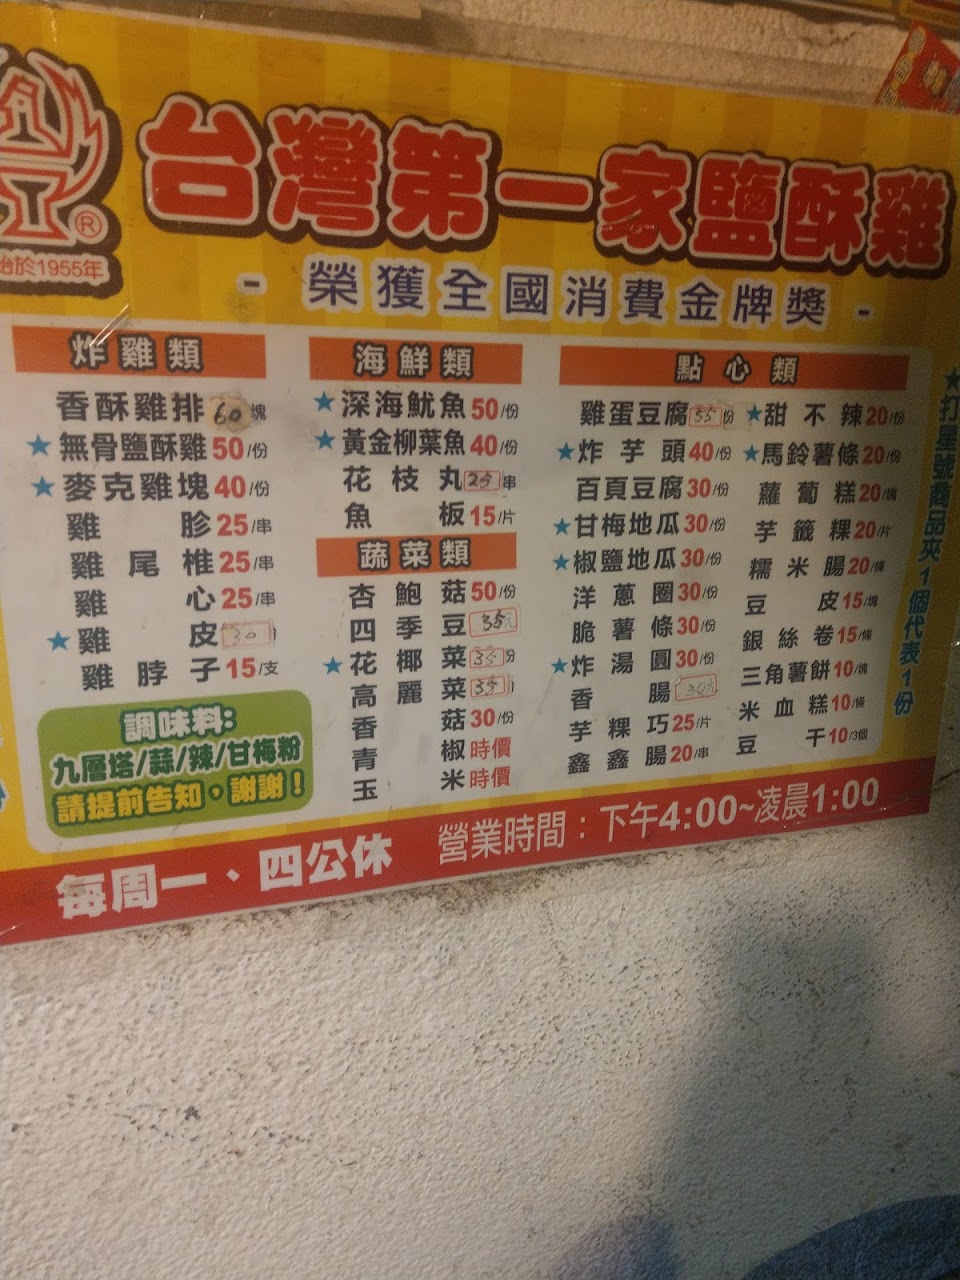 ®
始於1955年
台灣第一家鹽酥雞
- 榮獲全國消費金牌獎 -
炸雞類
香酥雞排 60塊
★無骨鹽酥雞 50/份
★麥克雞塊 40/份
雞胗 25/串
雞尾椎 25/串
雞心 25/串
★雞皮 30
雞脖子 15/支
調味料:
九層塔/蒜/辣/甘梅粉
請提前告知，謝謝！
海鮮類
★深海魷魚 50/份
★黃金柳葉魚 40/份
花枝丸 25串
魚板 15/片
蔬菜類
杏鮑菇 50/份
四季豆 35元
★花椰菜 35份
高麗菜 35
香菇 30/份
青椒 時價
玉米 時價
點心類
雞蛋豆腐 55份
★炸芋頭 40/份
百頁豆腐 30/份
★甘梅地瓜 30/份
★椒鹽地瓜 30/份
洋蔥圈 30/份
脆薯條 30/份
★炸湯圓 30/份
香腸 30元
芋粿巧 25/片
鑫鑫腸 20/串
★甜不辣 20/份
★馬鈴薯條 20/份
蘿蔔糕 20/塊
芋籤粿 20/片
糯米腸 20/條
豆皮 15/塊
銀絲卷 15/條
三角薯餅 10/塊
米血糕 10/條
豆干 10/3個
★打星號商品夾1個代表1份
每周一、四公休 營業時間：下午4:00~凌晨1:00